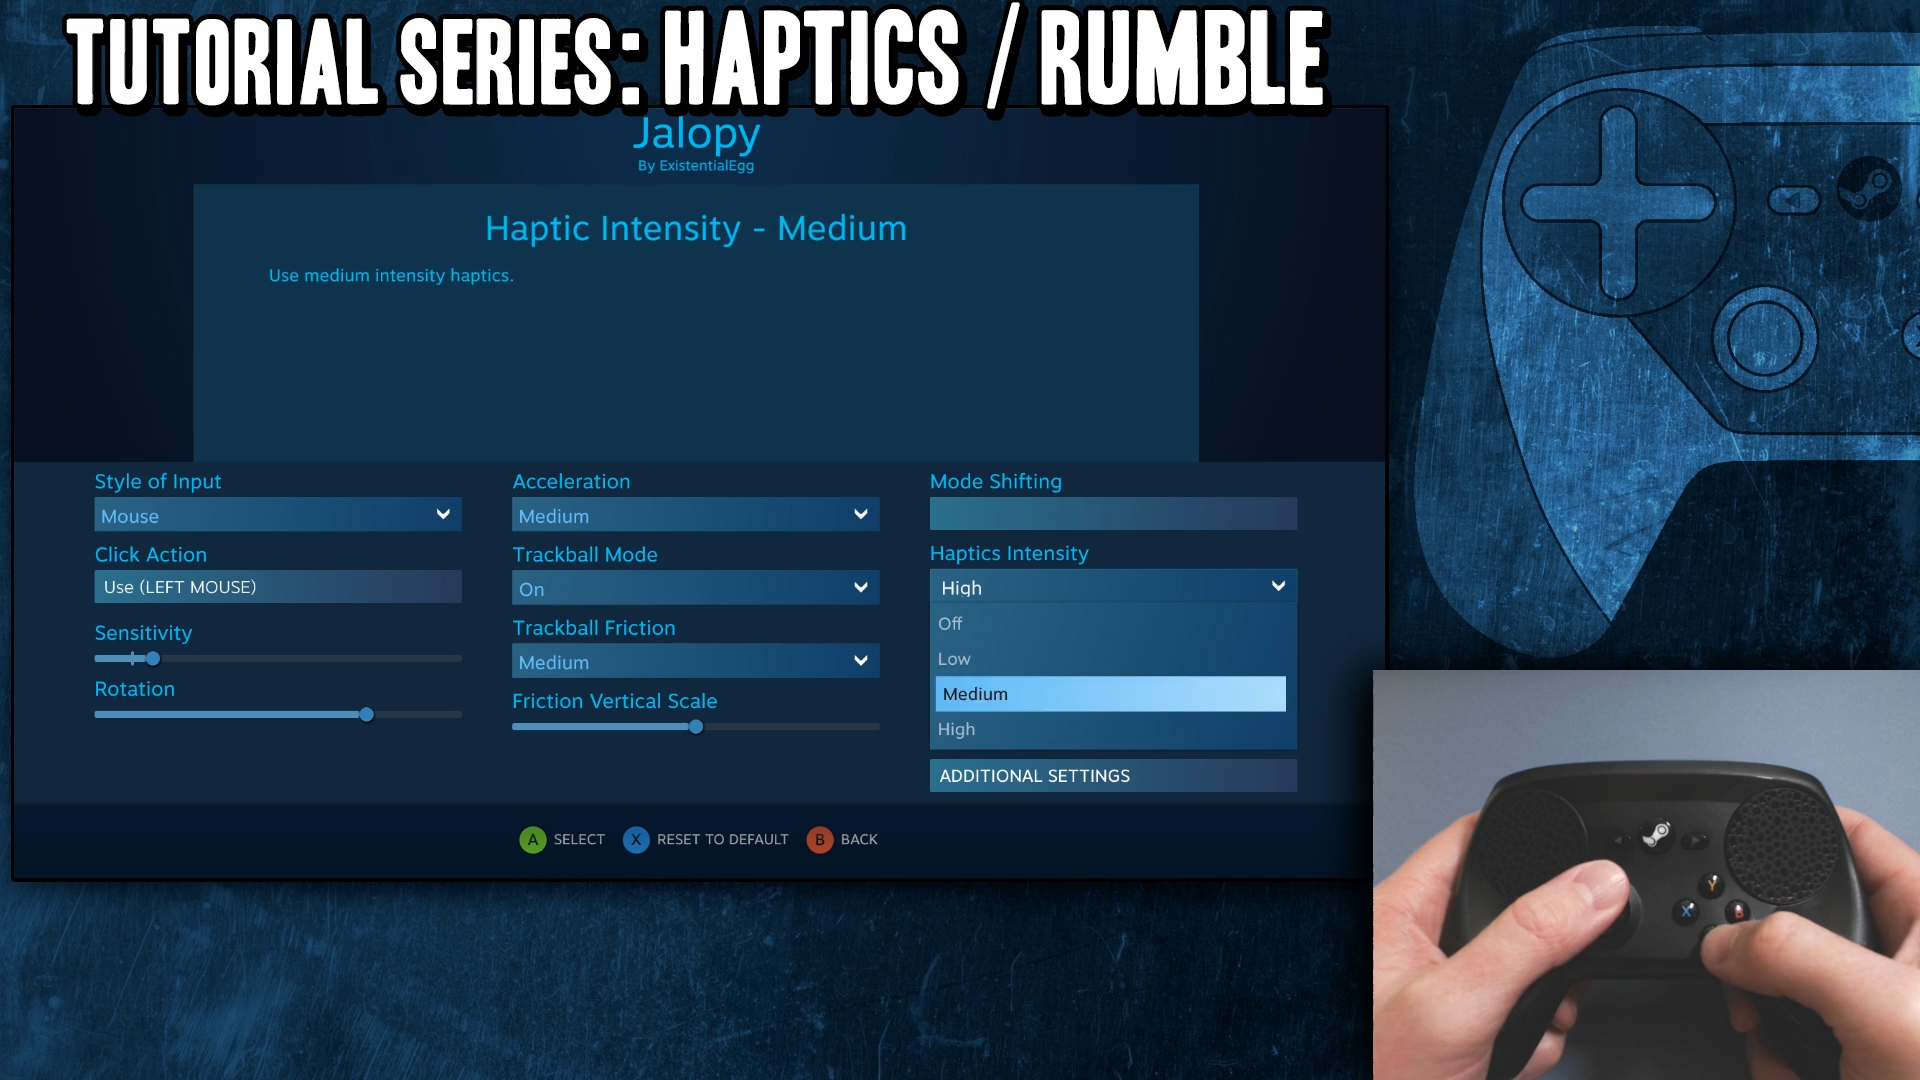 TUTORIAL SERIES: HAPTICS / RUMBLE
Jalopy
By ExistentialEgg
Haptic Intensity - Medium
Use medium intensity haptics.
Style of Input
Mouse
Click Action
Use (LEFT MOUSE)
Sensitivity
Rotation
Acceleration
Medium
Trackball Mode
On
Trackball Friction
Medium
Friction Vertical Scale
Mode Shifting
Haptics Intensity
High
Off
Low
Medium
High
ADDITIONAL SETTINGS
A SELECT X RESET TO DEFAULT B BACK
Y
X
B